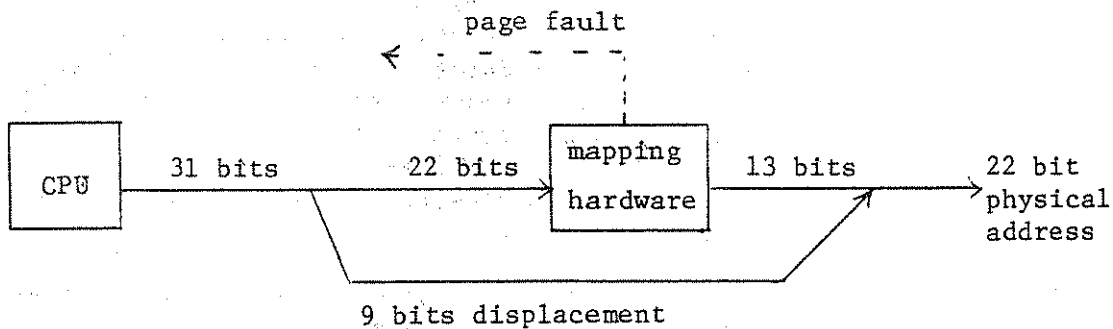 page fault
CPU
31 bits
22 bits
mapping
hardware
13 bits
22 bit
physical
address
9 bits displacement